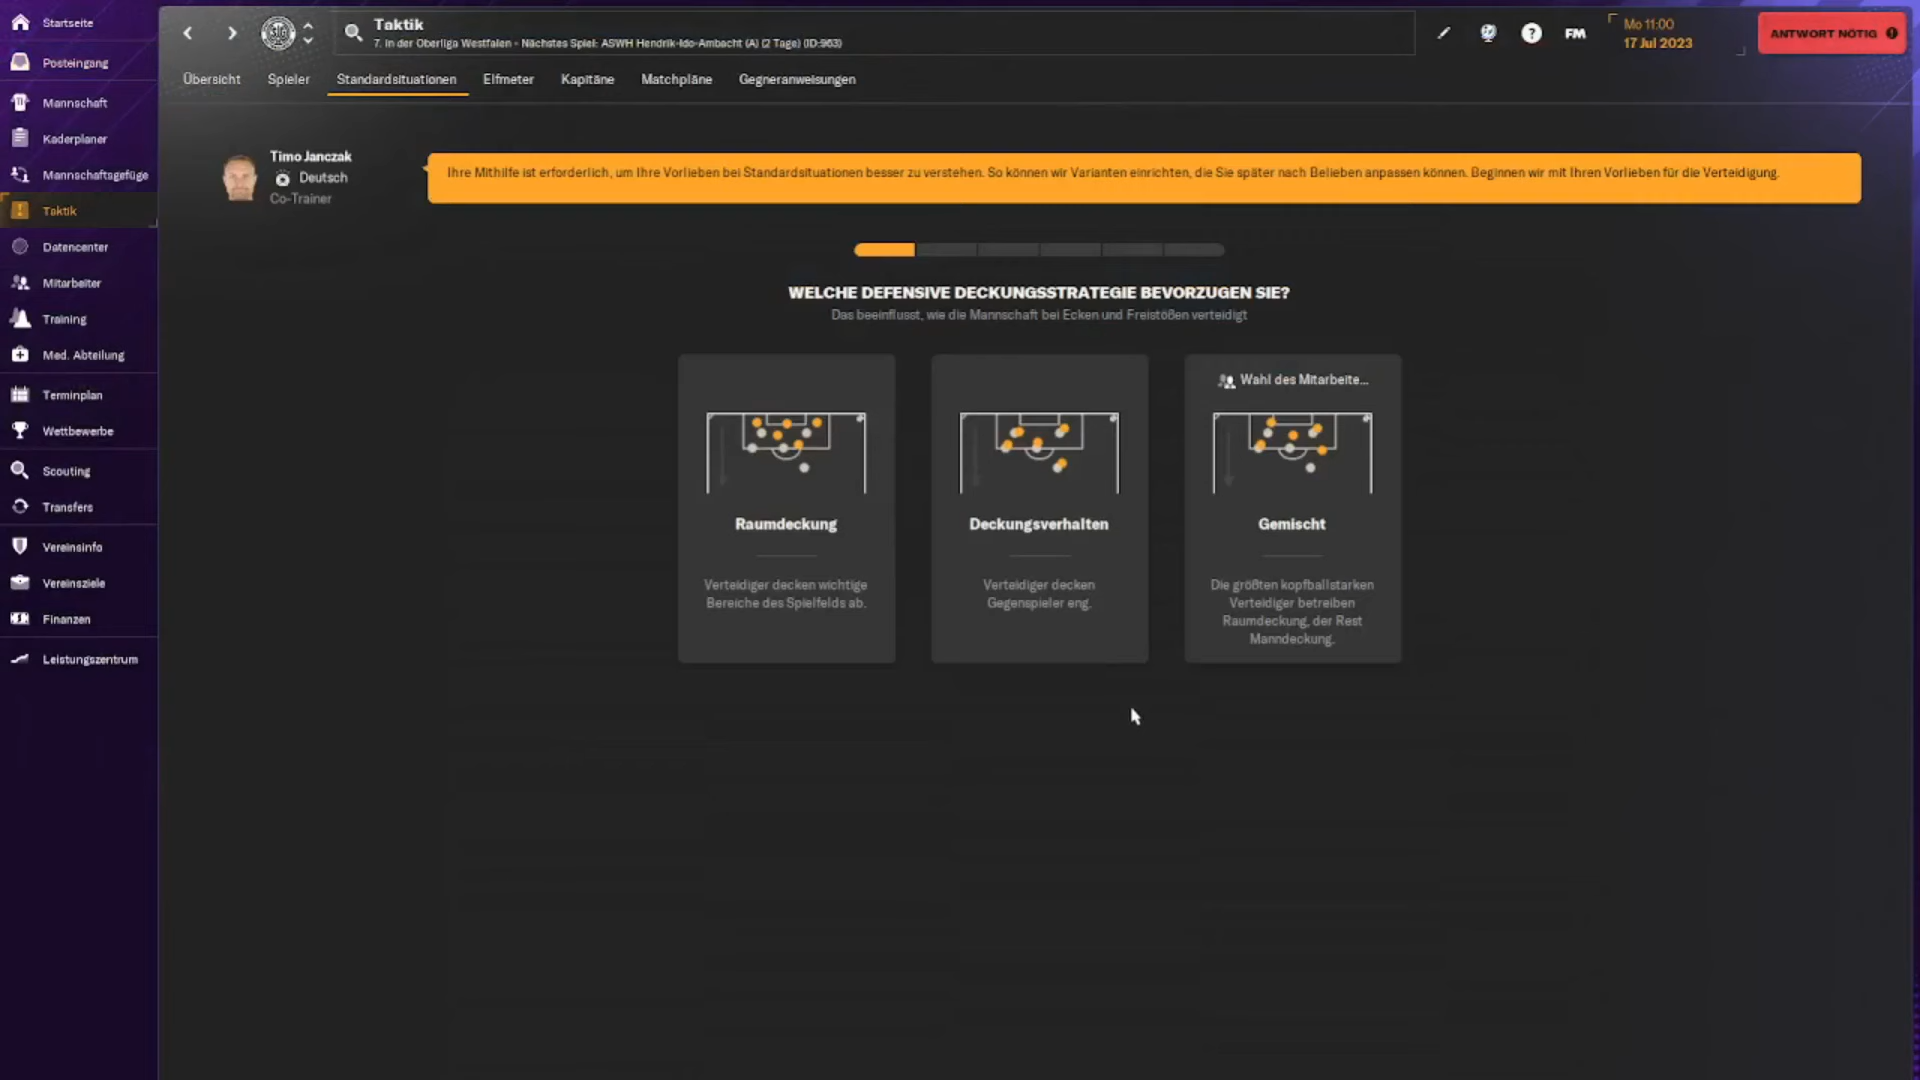 Startseite
Posteingang
Mannschaft
Kaderplaner
Mannschaftsgefüge
Taktik
Datencenter
Mitarbeiter
Training
Med. Abteilung
Terminplan
Wettbewerbe
Scouting
Transfers
Vereinsinfo
Vereinsziele
Finanzen
Leistungszentrum
Taktik
7. in der Oberliga Westfalen - Nächstes Spiel: ASWH Hendrik-Ido-Ambacht (A) (2 Tage) (ID:963)
FM
Mo 11:00
17 Jul 2023
ANTWORT NÖTIG
Übersicht
Spieler
Standardsituationen
Elfmeter
Kapitäne
Matchpläne
Gegneranweisungen
Timo Janczak
Deutsch
Co-Trainer
Ihre Mithilfe ist erforderlich, um Ihre Vorlieben bei Standardsituationen besser zu verstehen. So können wir Varianten einrichten, die Sie später nach Belieben anpassen können. Beginnen wir mit Ihren Vorlieben für die Verteidigung.
WELCHE DEFENSIVE DECKUNGSSTRATEGIE BEVORZUGEN SIE?
Das beeinflusst, wie die Mannschaft bei Ecken und Freistößen verteidigt
Raumdeckung
Verteidiger decken wichtige
Bereiche des Spielfelds ab.
Deckungsverhalten
Verteidiger decken
Gegenspieler eng.
Wahl des Mitarbeite...
Gemischt
Die größten kopfballstarken
Verteidiger betreiben
Raumdeckung, der Rest
Manndeckung.